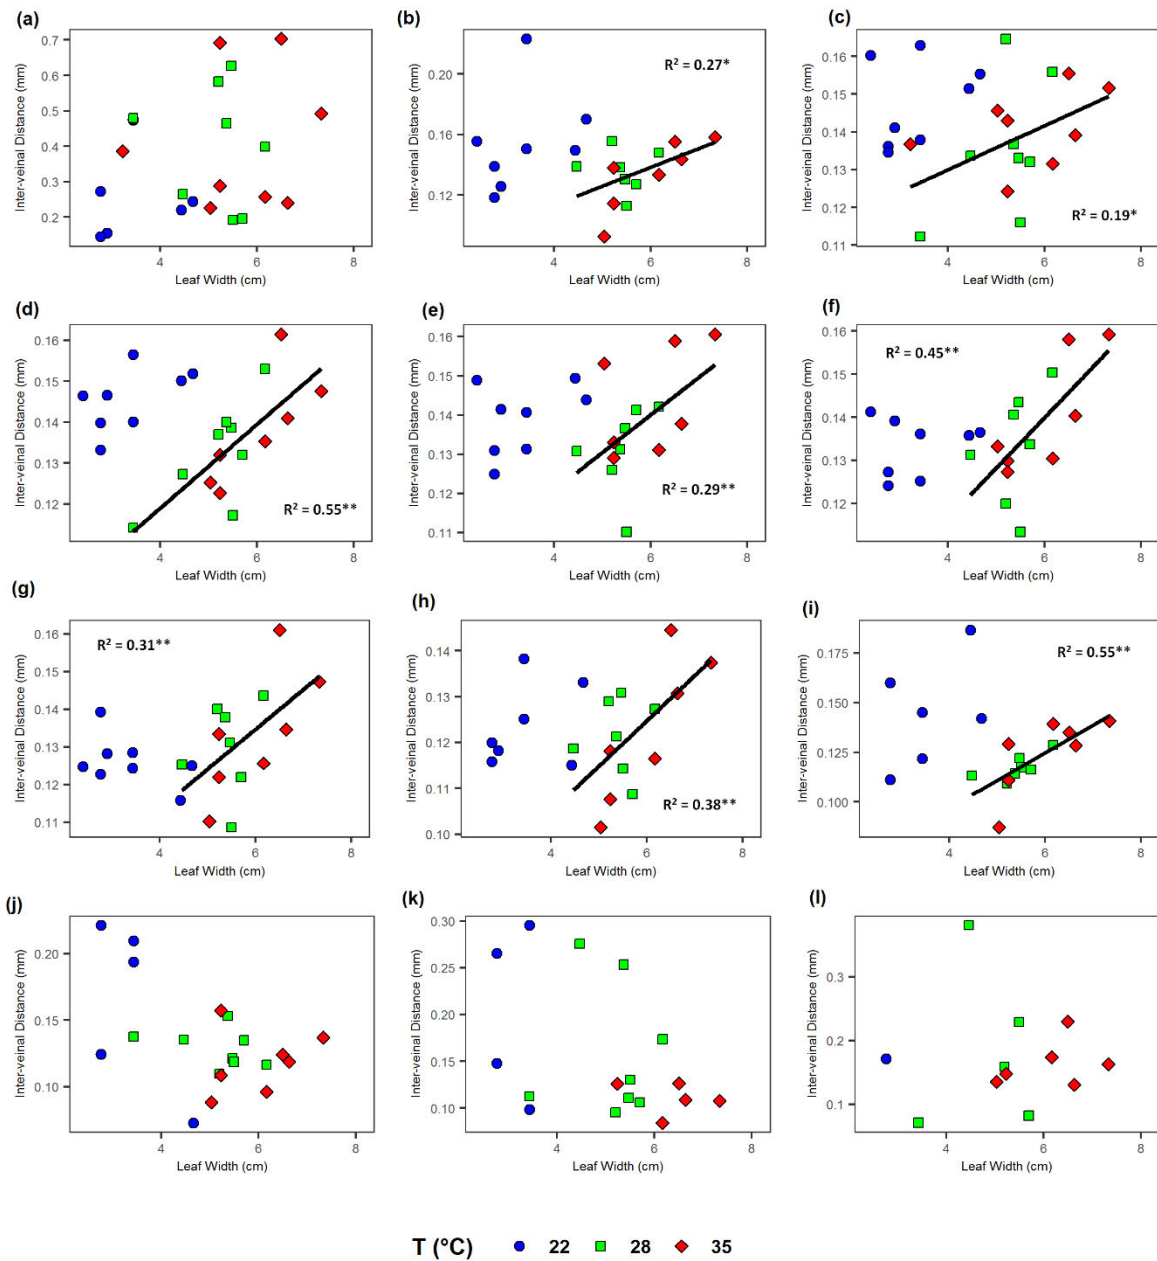 (a)
0.7
0.6
0.5
0.4
0.3
0.2
Inter-veinal Distance (mm)
4
6
8
Leaf Width (cm)
(b)
R² = 0.27*
0.20
0.16
0.12
Inter-veinal Distance (mm)
4
6
8
Leaf Width (cm)
(c)
0.16
0.15
0.14
0.13
0.12
0.11
Inter-veinal Distance (mm)
R² = 0.19*
4
6
8
Leaf Width (cm)
(d)
0.16
0.15
0.14
0.13
0.12
Inter-veinal Distance (mm)
R² = 0.55**
4
6
8
Leaf Width (cm)
(e)
0.16
0.15
0.14
0.13
0.12
0.11
Inter-veinal Distance (mm)
R² = 0.29**
4
6
8
Leaf Width (cm)
(f)
R² = 0.45**
0.16
0.15
0.14
0.13
0.12
Inter-veinal Distance (mm)
4
6
8
Leaf Width (cm)
(g)
R² = 0.31**
0.16
0.15
0.14
0.13
0.12
0.11
Inter-veinal Distance (mm)
4
6
8
Leaf Width (cm)
(h)
0.14
0.13
0.12
0.11
0.10
Inter-veinal Distance (mm)
R² = 0.38**
4
6
8
Leaf Width (cm)
(i)
R² = 0.55**
0.175
0.150
0.125
0.100
Inter-veinal Distance (mm)
4
6
8
Leaf Width (cm)
(j)
0.20
0.15
0.10
Inter-veinal Distance (mm)
4
6
8
Leaf Width (cm)
(k)
0.30
0.25
0.20
0.15
0.10
Inter-veinal Distance (mm)
4
6
8
Leaf Width (cm)
(l)
0.3
0.2
0.1
Inter-veinal Distance (mm)
4
6
8
Leaf Width (cm)
T (°C) 22 28 35